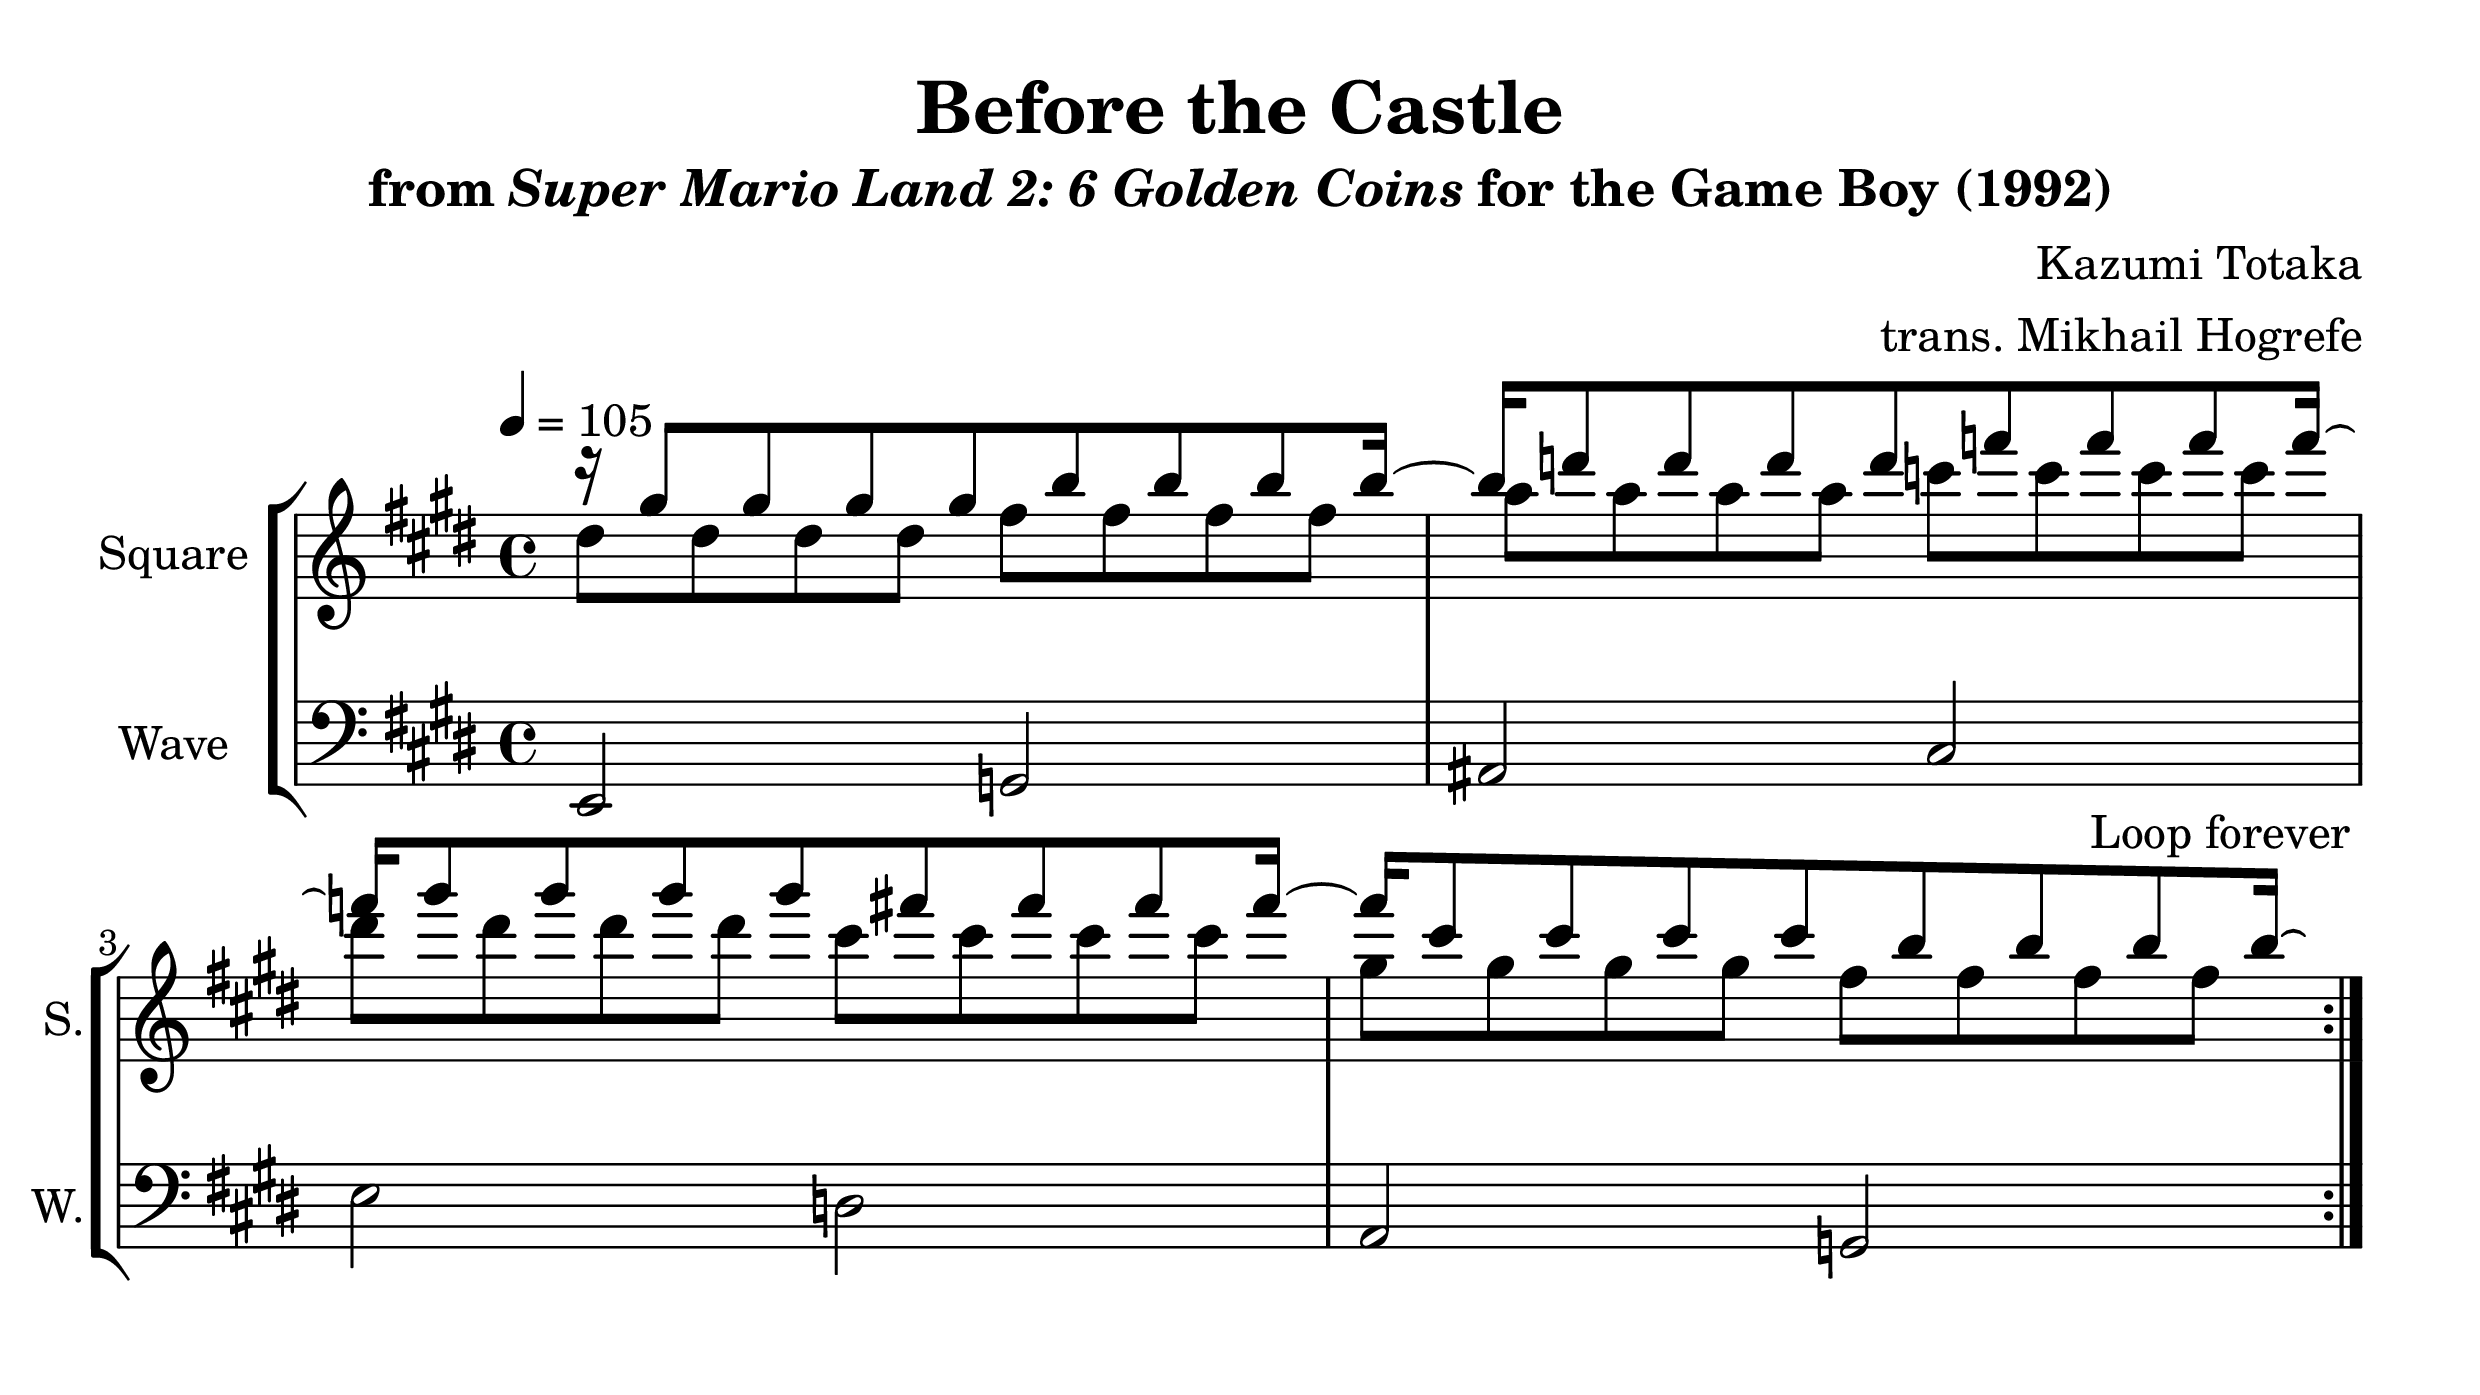 Before the Castle
from Super Mario Land 2: 6 Golden Coins for the Game Boy (1992)
Kazumi Totaka
trans. Mikhail Hogrefe
= 105
Square
Wave
Loop forever
3
S.
W.